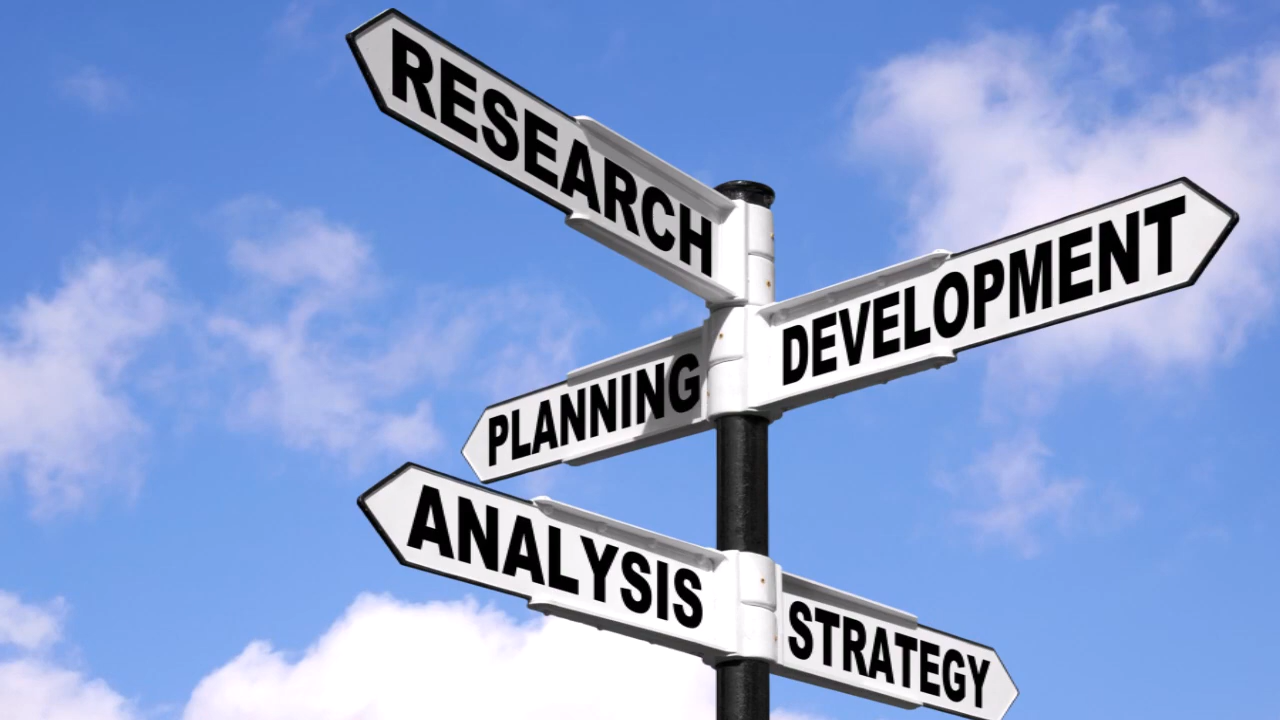 RESEARCH
DEVELOPMENT
PLANNING
ANALYSIS
STRATEGY